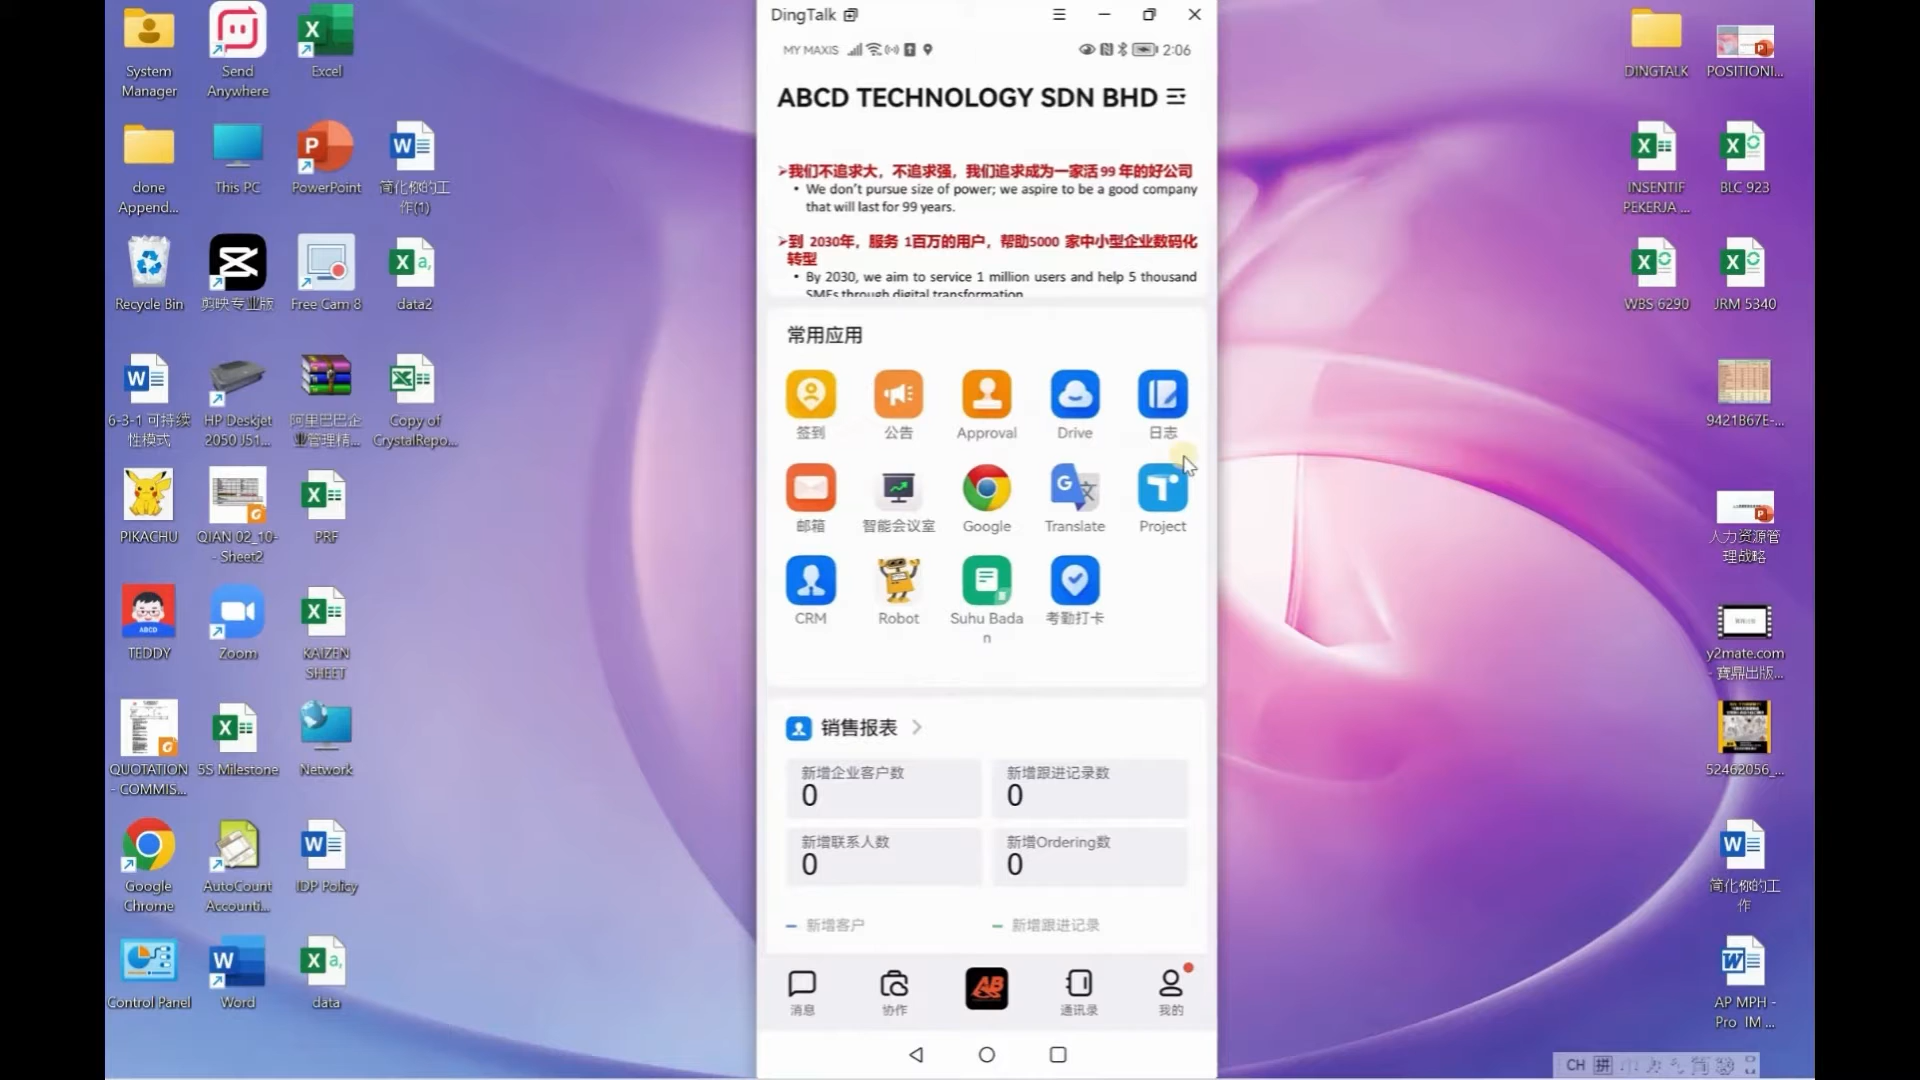 System
Manager
Send
Anywhere
Excel
done
Append...
This PC
PowerPoint
简化你的工
作(1)
Recycle Bin
剪映专业版
Free Cam 8
data2
6-3-1 可持续
性模式
HP Deskjet
2050 J51...
阿里巴巴企
业管理精...
Copy of
CrystalRepo...
PIKACHU
QIAN 02_10-
- Sheet2
PRF
ABCD
TEDDY
Zoom
KAIZEN
SHEET
QUOTATION
- COMMIS...
5S Milestone
Network
Google
Chrome
AutoCount
Accounti...
IDP Policy
Control Panel
Word
data
DingTalk
MY MAXIS
2:06
ABCD TECHNOLOGY SDN BHD
➢我们不追求大，不追求强，我们追求成为一家活 99 年的好公司
• We don't pursue size of power; we aspire to be a good company
that will last for 99 years.
➢到 2030年，服务 1百万的用户，帮助5000 家中小型企业数码化
转型
• By 2030, we aim to service 1 million users and help 5 thousand
SMEs through digital transformation
常用应用
签到
公告
Approval
Drive
日志
邮箱
智能会议室
Google
Translate
Project
CRM
Robot
Suhu Bada
n
考勤打卡
销售报表
新增企业客户数
0
新增跟进记录数
0
新增联系人数
0
新增Ordering数
0
新增客户
新增跟进记录
消息
协作
通讯录
我的
DINGTALK
POSITIONI...
INSENTIF
PEKERJA ...
BLC 923
WBS 6290
JRM 5340
9421B67E-...
人力资源管
理战略
y2mate.com
- 寶鼎出版...
52462056_...
简化你的工
作
AP MPH -
Pro IM ...
CH 拼